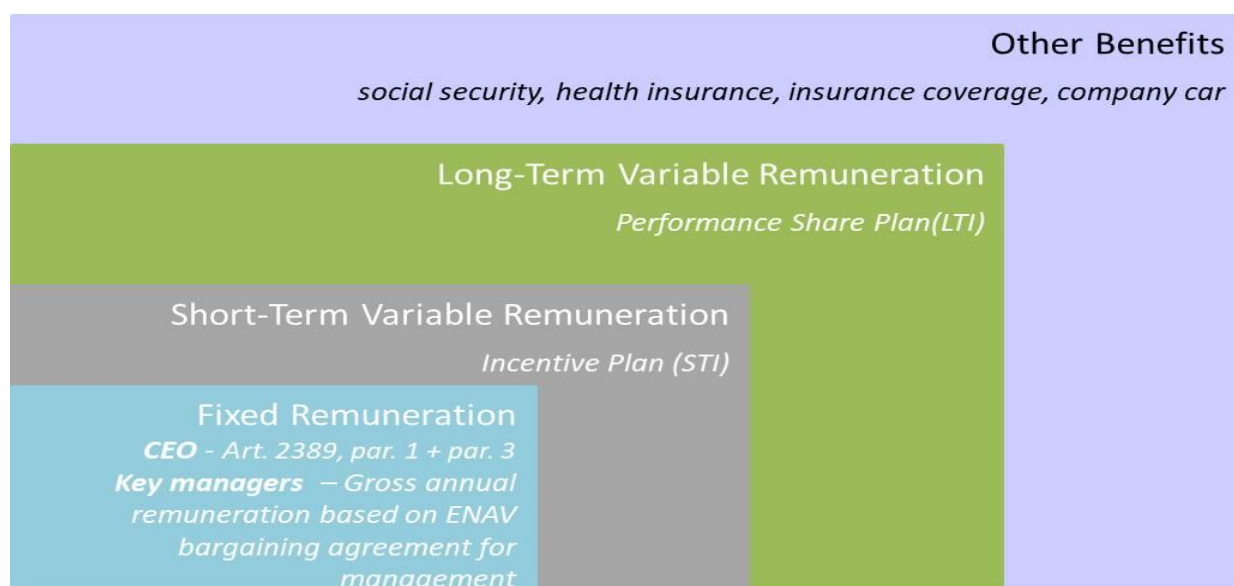 Other Benefits
social security, health insurance, insurance coverage, company car
Long-Term Variable Remuneration
Performance Share Plan(LTI)
Short-Term Variable Remuneration
Incentive Plan (STI)
Fixed Remuneration
CEO - Art. 2389, par. 1 + par. 3
Key managers – Gross annual
remuneration based on ENAV
bargaining agreement for
management